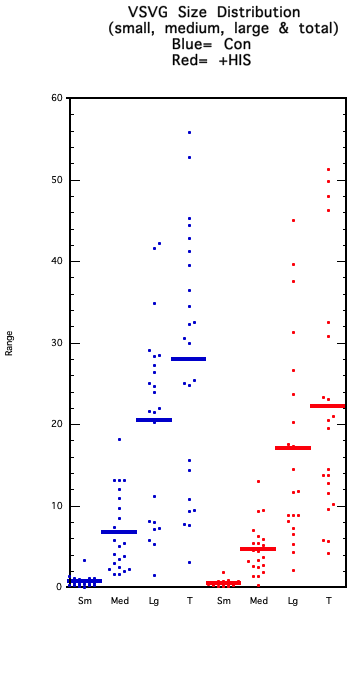 VSVG Size Distribution
(small, medium, large & total)
Blue= Con
Red= +HIS
60
50
40
30
20
10
0
Range
Sm Med Lg T Sm Med Lg T